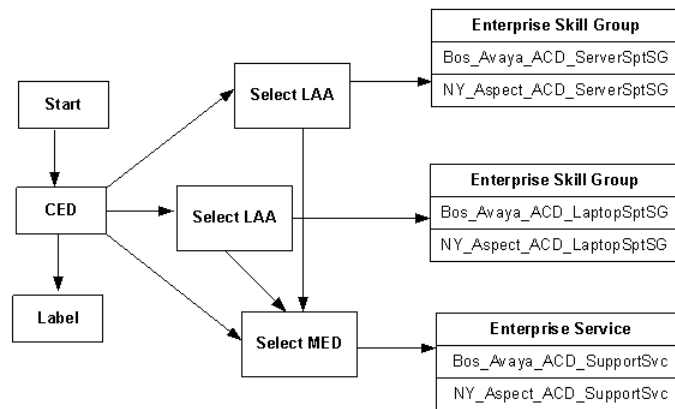 Enterprise Skill Group
Bos_Avaya_ACD_ServerSptSG
NY_Aspect_ACD_ServerSptSG
Start
Select LAA
Enterprise Skill Group
Bos_Avaya_ACD_LaptopSptSG
NY_Aspect_ACD_LaptopSptSG
CED
Select LAA
Label
Select MED
Enterprise Service
Bos_Avaya_ACD_SupportSvc
NY_Aspect_ACD_SupportSvc